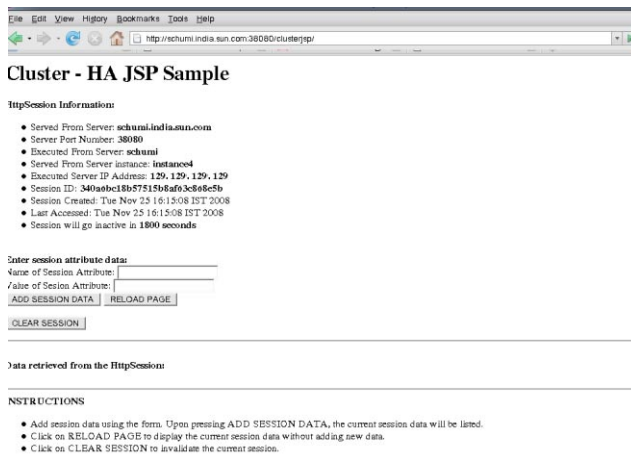 File Edit View History Bookmarks Tools Help
http://schumi.india.sun.com:38080/clusterjsp/
Cluster - HA JSP Sample
HttpSession Information:
Served From Server: schumi.india.sun.com
Server Port Number: 38080
Executed From Server: schumi
Served From Server instance: instance4
Executed Server IP Address: 129.129.129.129
Session ID: 340a6bc18b57515b8af63c868e5b
Session Created: Tue Nov 25 16:15:08 IST 2008
Last Accessed: Tue Nov 25 16:15:08 IST 2008
Session will go inactive in 1800 seconds
Enter session attribute data:
Name of Session Attribute:
Value of Sesion Attribute:
ADD SESSION DATA RELOAD PAGE
CLEAR SESSION
Data retrieved from the HttpSession:
INSTRUCTIONS
Add session data using the form. Upon pressing ADD SESSION DATA, the current session data will be listed.
Click on RELOAD PAGE to display the current session data without adding new data.
Click on CLEAR SESSION to invalidate the current session.